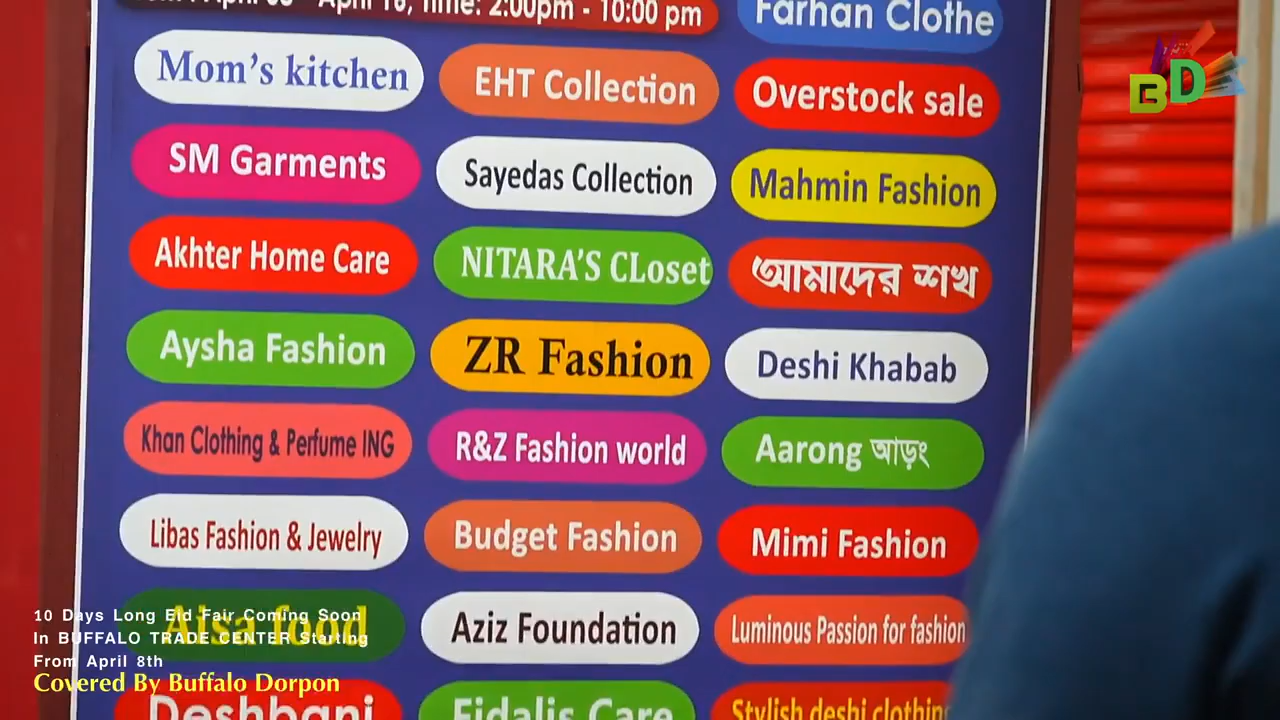 April 16, Time: 2:00pm - 10:00 pm
Farhan Clothe
Mom's kitchen
EHT Collection
Overstock sale
SM Garments
Sayedas Collection
Mahmin Fashion
Akhter Home Care
NITARA'S CLoset
আমাদের শখ
Aysha Fashion
ZR Fashion
Deshi Khabab
Khan Clothing & Perfume ING
R&Z Fashion world
Aarong আড়ং
Libas Fashion & Jewelry
Budget Fashion
Mimi Fashion
Aisa food
Aziz Foundation
Luminous Passion for fashion
Deshbani
Fidalis Care
Stylish deshi clothing
BD
10 Days Long Eid Fair Coming Soon
In BUFFALO TRADE CENTER Starting
From April 8th
Covered By Buffalo Dorpon